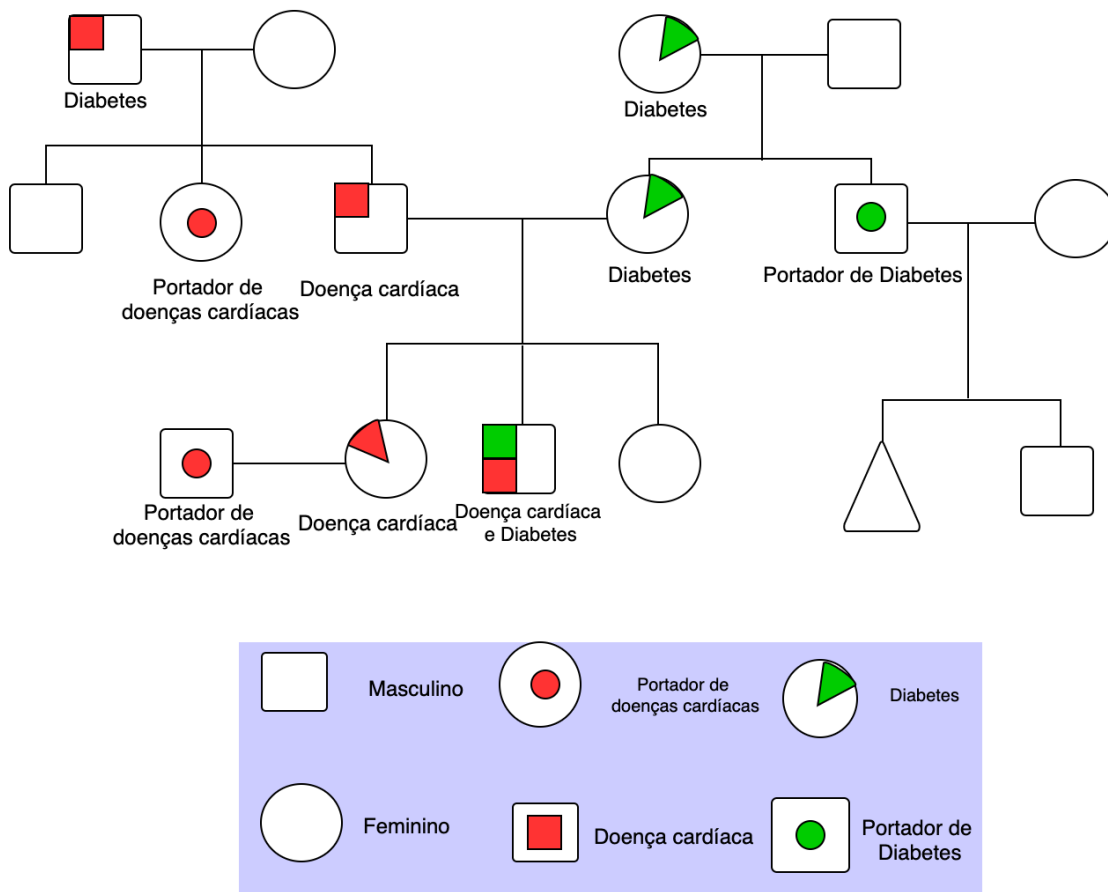 Diabetes
Diabetes
Portador de
doenças cardíacas
Doença cardíaca
Diabetes
Portador de Diabetes
Portador de
doenças cardíacas
Doença cardíaca
Doença cardíaca
e Diabetes
Masculino
Portador de
doenças cardíacas
Diabetes
Feminino
Doença cardíaca
Portador de
Diabetes